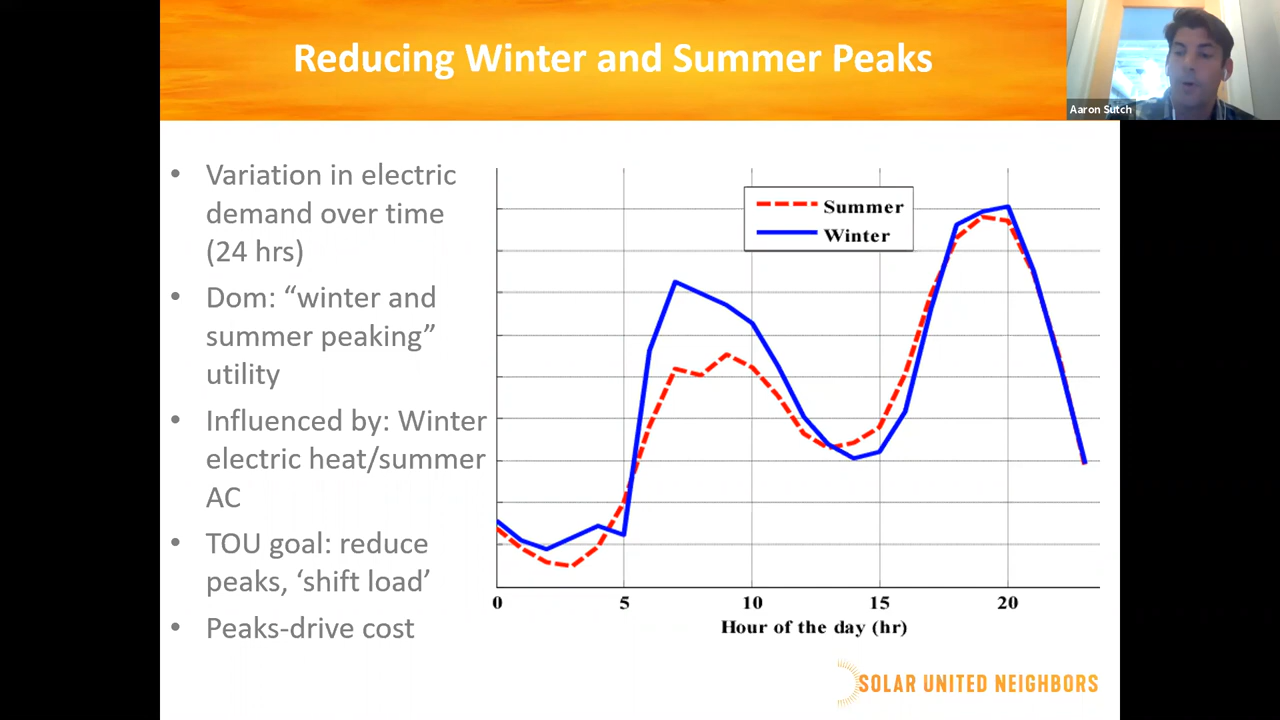 Reducing Winter and Summer Peaks
Aaron Sutch
• Variation in electric
demand over time
(24 hrs)
• Dom: “winter and
summer peaking”
utility
• Influenced by: Winter
electric heat/summer
AC
• TOU goal: reduce
peaks, ‘shift load’
• Peaks-drive cost
Summer
Winter
0 5 10 15 20
Hour of the day (hr)
SOLAR UNITED NEIGHBORS